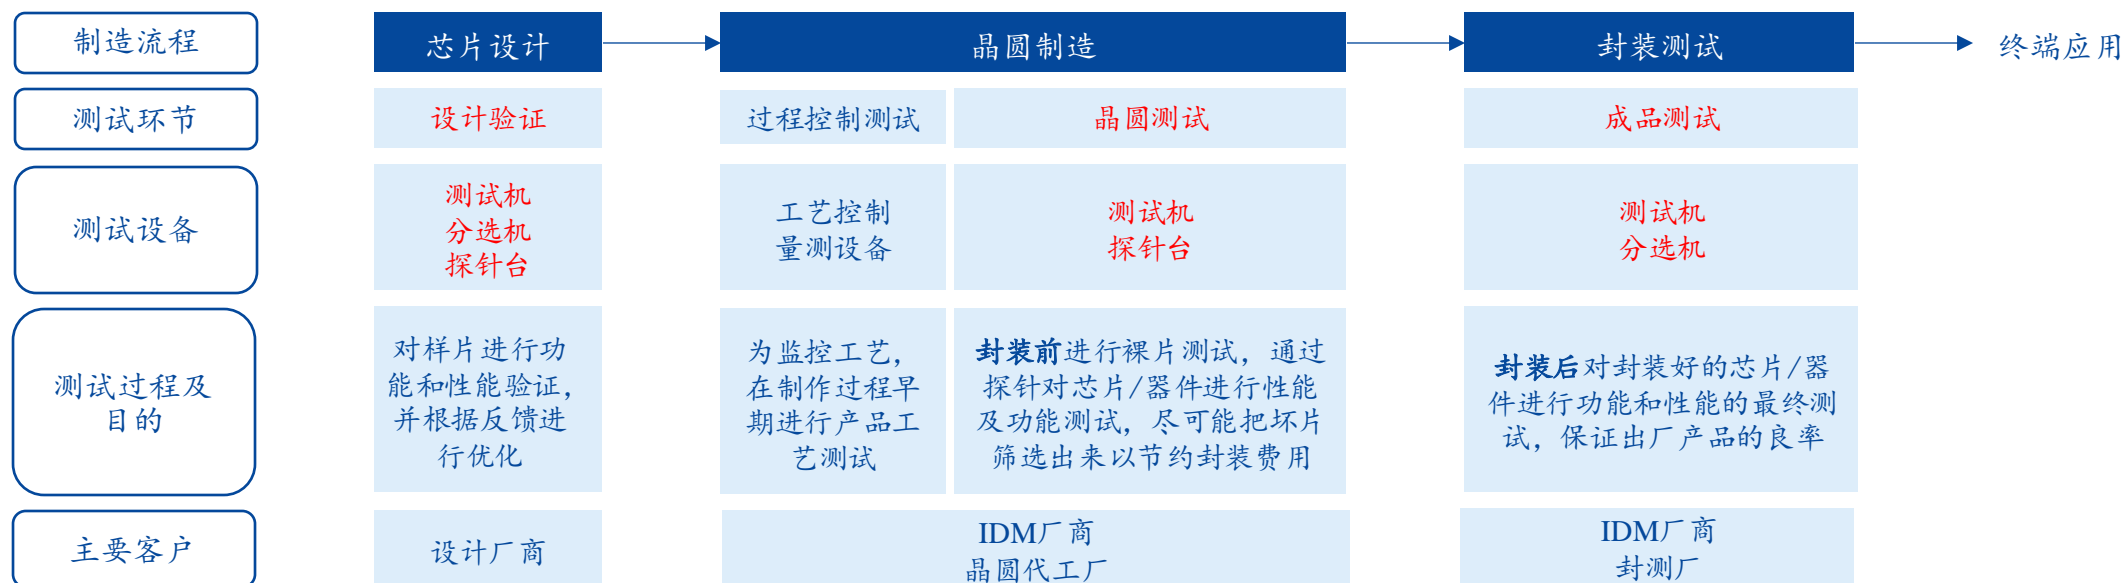 制造流程
芯片设计
晶圆制造
封装测试
终端应用
测试环节
设计验证
过程控制测试
晶圆测试
成品测试
测试设备
测试机
分选机
探针台
工艺控制
量测设备
测试机
探针台
测试机
分选机
测试过程及
目的
对样片进行功
能和性能验证，
并根据反馈进
行优化
为监控工艺，
在制作过程早
期进行产品工
艺测试
封装前进行裸片测试，通过
探针对芯片/器件进行性能
及功能测试，尽可能把坏片
筛选出来以节约封装费用
封装后对封装好的芯片/器
件进行功能和性能的最终测
试，保证出厂产品的良率
主要客户
设计厂商
IDM厂商
晶圆代工厂
IDM厂商
封测厂